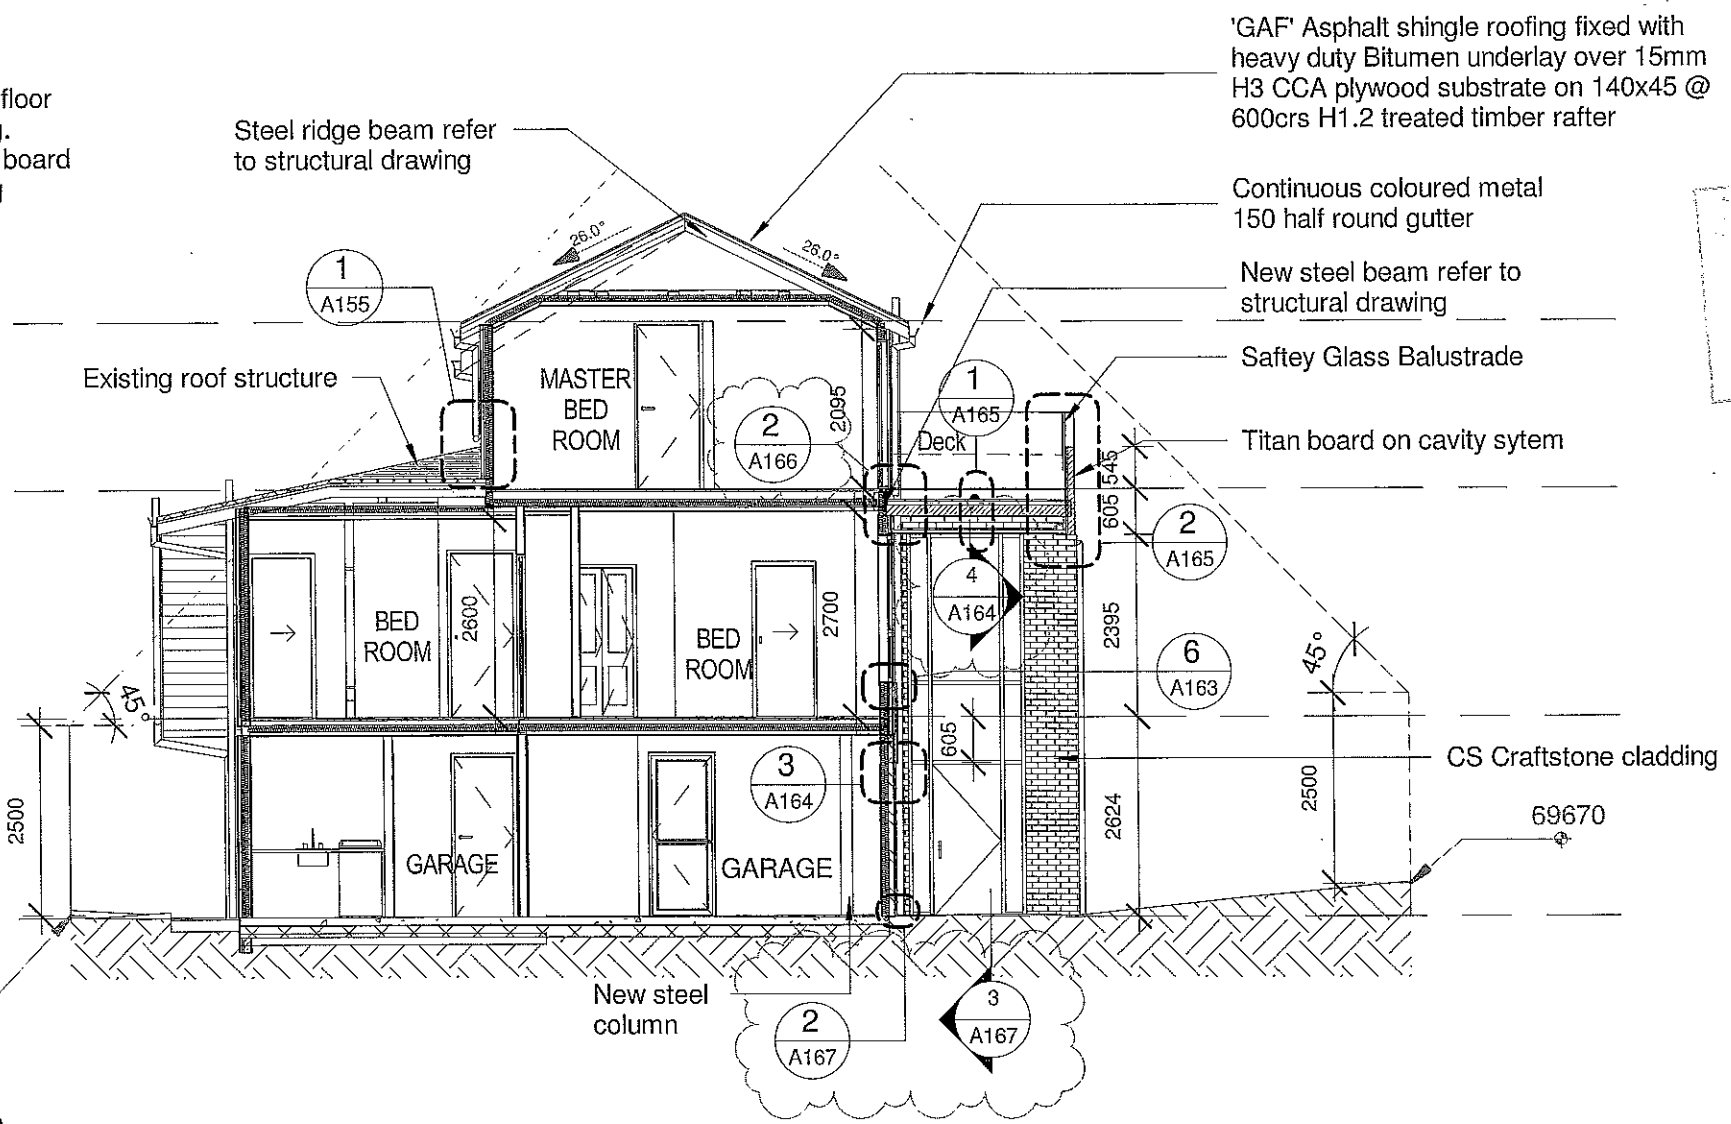 'GAF' Asphalt shingle roofing fixed with
heavy duty Bitumen underlay over 15mm
H3 CCA plywood substrate on 140x45 @
600crs H1.2 treated timber rafter
floor
board
Steel ridge beam refer
to structural drawing
Continuous coloured metal
150 half round gutter
26.0°
26.0°
1
A155
New steel beam refer to
structural drawing
Saftey Glass Balustrade
Existing roof structure
MASTER
BED
ROOM
2095
1
A165
Deck
2
A166
Titan board on cavity sytem
545
605
2
A165
4
A164
BED
ROOM
2600
BED
ROOM
2700
2395
6
A163
45°
45°
605
3
A164
CS Craftstone cladding
2500
2624
2500
69670
GARAGE
GARAGE
New steel
column
2
A167
3
A167